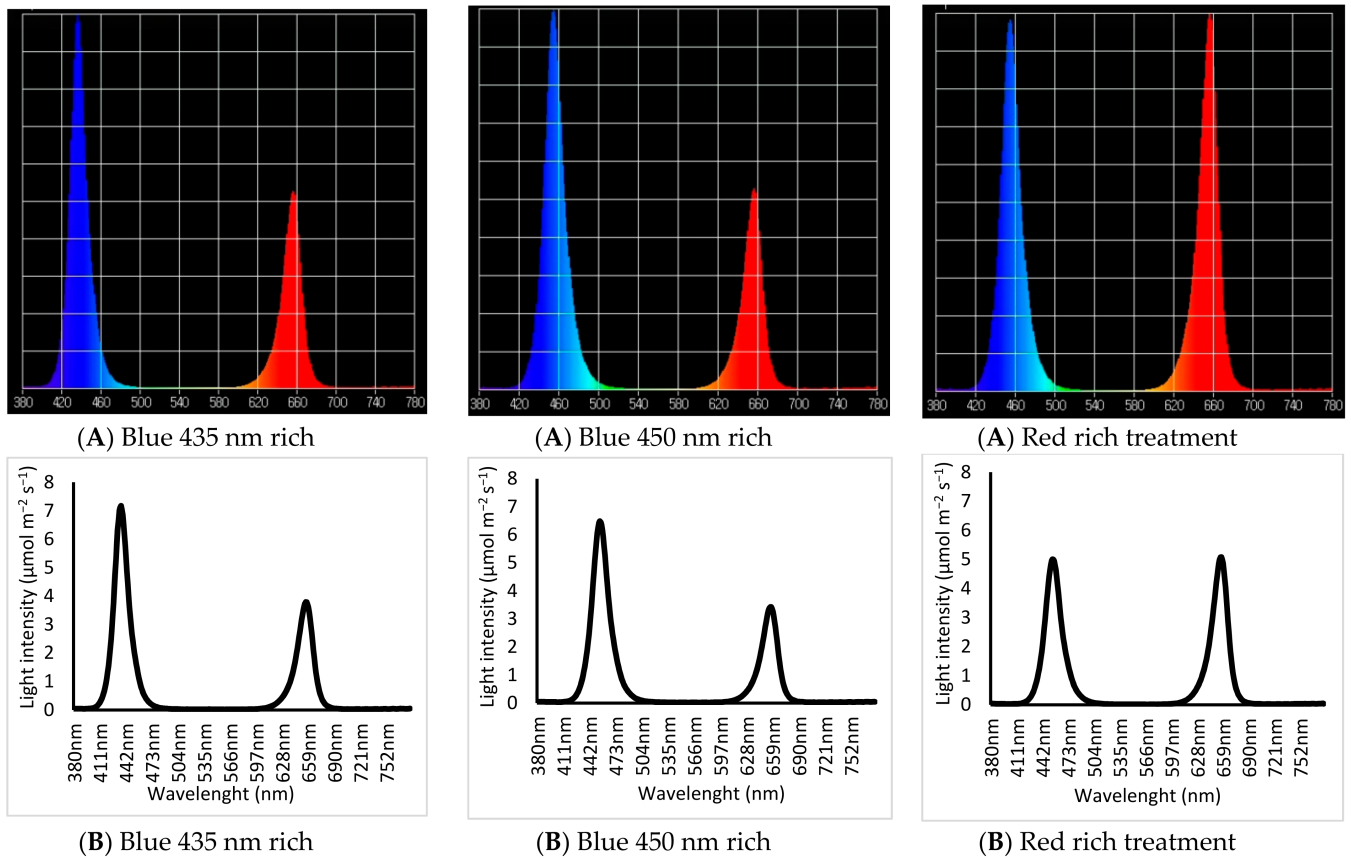 380 420 460 500 540 580 620 660 700 740 780
380 420 460 500 540 580 620 660 700 740 780
380 420 460 500 540 580 620 660 700 740 780
(A) Blue 435 nm rich
(A) Blue 450 nm rich
(A) Red rich treatment
Light intensity (μmol m⁻² s⁻¹)
8
7
6
5
4
3
2
1
0
380nm
411nm
442nm
473nm
504nm
535nm
566nm
597nm
628nm
659nm
690nm
721nm
752nm
Wavelenght (nm)
Light intensity (μmol m⁻² s⁻¹)
8
7
6
5
4
3
2
1
0
380nm
411nm
442nm
473nm
504nm
535nm
566nm
597nm
628nm
659nm
690nm
721nm
752nm
Wavelenght (nm)
Light intensity (μmol m⁻² s⁻¹)
8
7
6
5
4
3
2
1
0
380nm
411nm
442nm
473nm
504nm
535nm
566nm
597nm
628nm
659nm
690nm
721nm
752nm
Wavelenght (nm)
(B) Blue 435 nm rich
(B) Blue 450 nm rich
(B) Red rich treatment